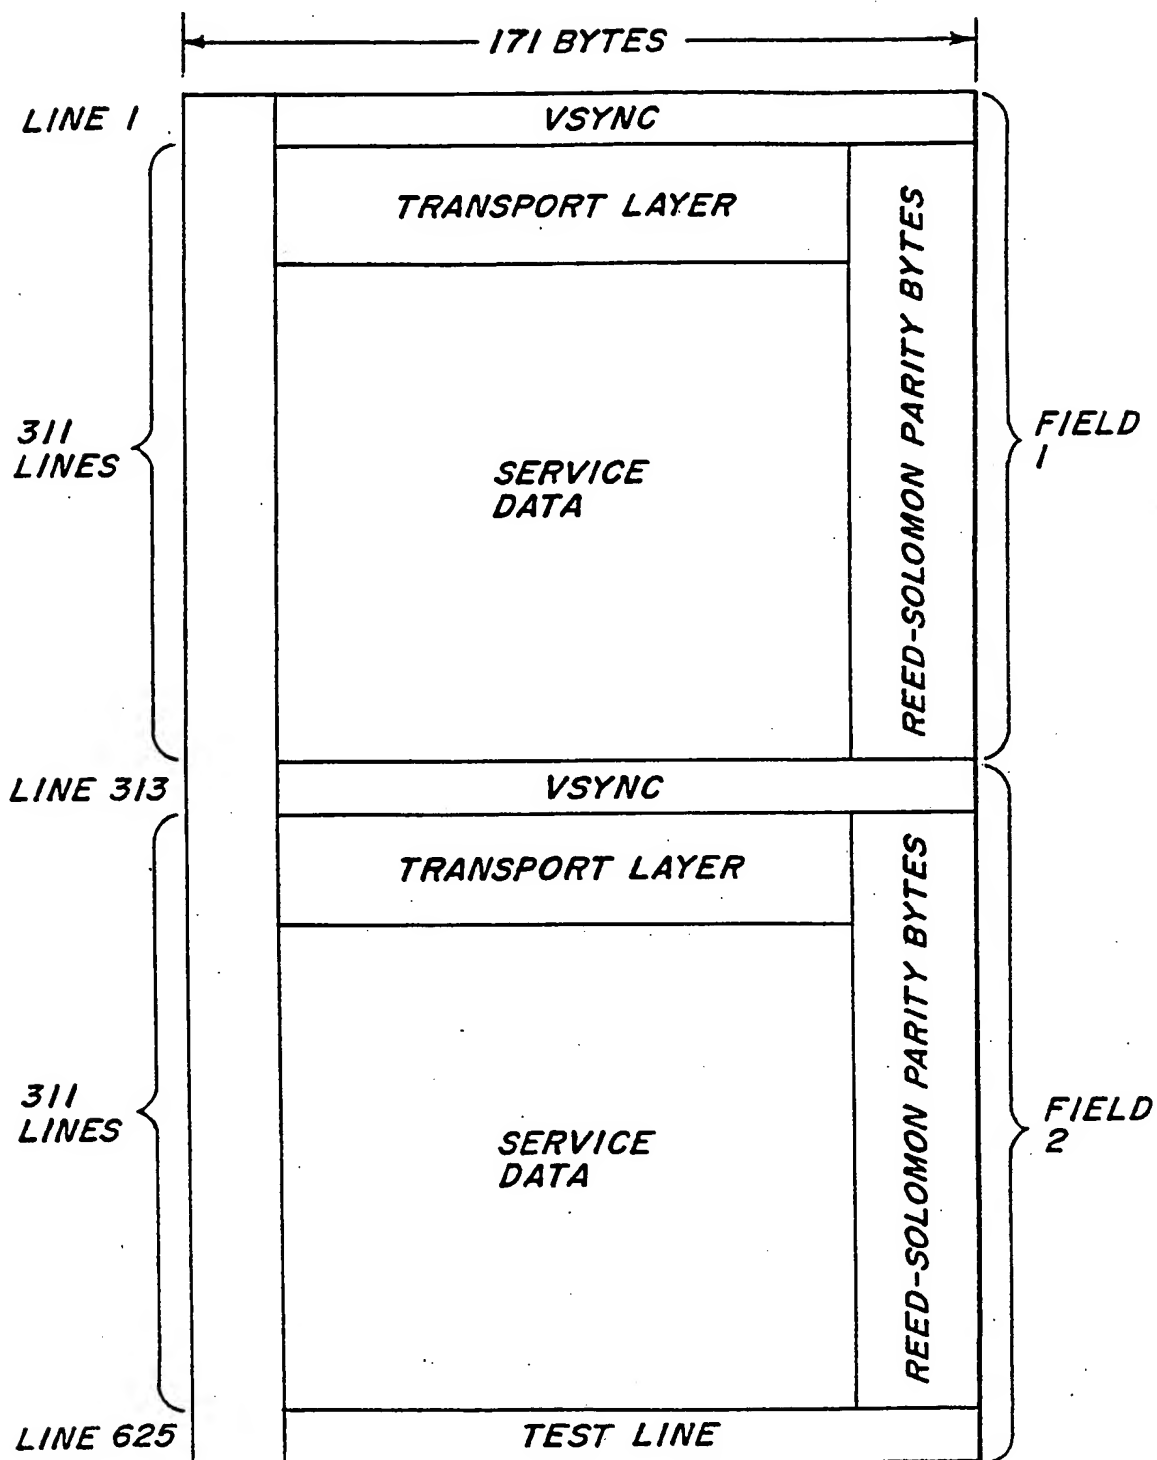 171 BYTES
LINE 1
VSYNC
TRANSPORT LAYER
REED-SOLOMON PARITY BYTES
311
LINES
SERVICE
DATA
FIELD
1
LINE 313
VSYNC
TRANSPORT LAYER
REED-SOLOMON PARITY BYTES
311
LINES
SERVICE
DATA
FIELD
2
LINE 625
TEST LINE